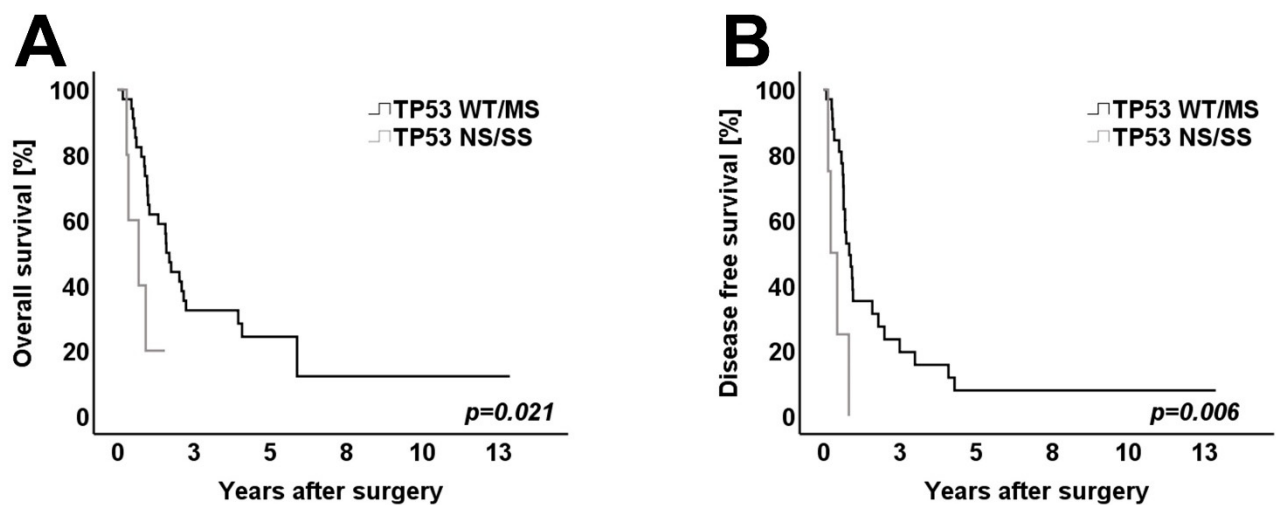 A
Overall survival [%]
100
80
60
40
20
0
TP53 WT/MS
TP53 NS/SS
p=0.021
0 3 5 8 10 13
Years after surgery
B
Disease free survival [%]
100
80
60
40
20
0
TP53 WT/MS
TP53 NS/SS
p=0.006
0 3 5 8 10 13
Years after surgery